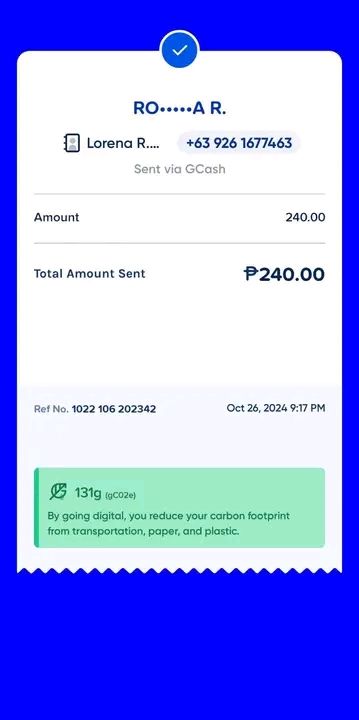 RO•••••A R.
Lorena R.... +63 926 1677463
Sent via GCash
Amount 240.00
Total Amount Sent ₱240.00
Ref No. 1022 106 202342 Oct 26, 2024 9:17 PM
131g (gCO2e)
By going digital, you reduce your carbon footprint
from transportation, paper, and plastic.